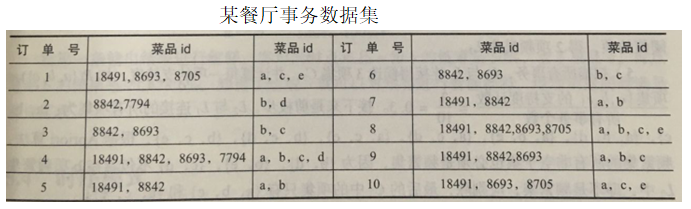 某餐厅事务数据集
订 单 号 菜品 id 菜品 id 订 单 号 菜品 id 菜品 id
1 18491, 8693, 8705 a, c, e 6 8842, 8693 b, c
2 8842,7794 b, d 7 18491, 8842 a, b
3 8842, 8693 b, c 8 18491, 8842,8693,8705 a, b, c, e
4 18491, 8842, 8693, 7794 a, b, c, d 9 18491, 8842,8693 a, b, c
5 18491, 8842 a, b 10 18491, 8693, 8705 a, c, e